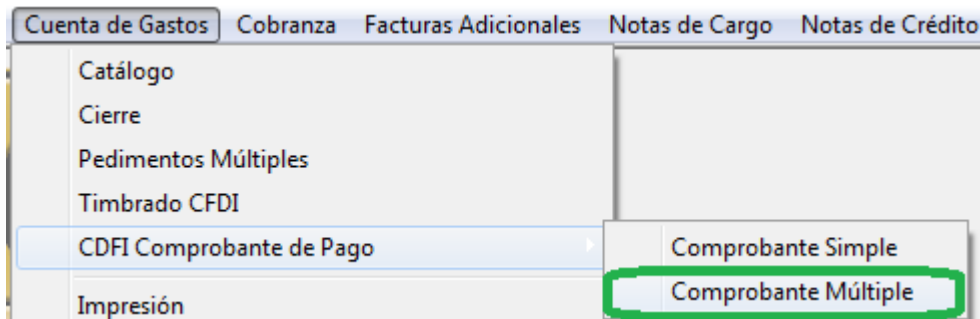 Cuenta de Gastos Cobranza Facturas Adicionales Notas de Cargo Notas de Crédito
Catálogo
Cierre
Pedimentos Múltiples
Timbrado CFDI
CDFI Comprobante de Pago
Comprobante Simple
Comprobante Múltiple
Impresión